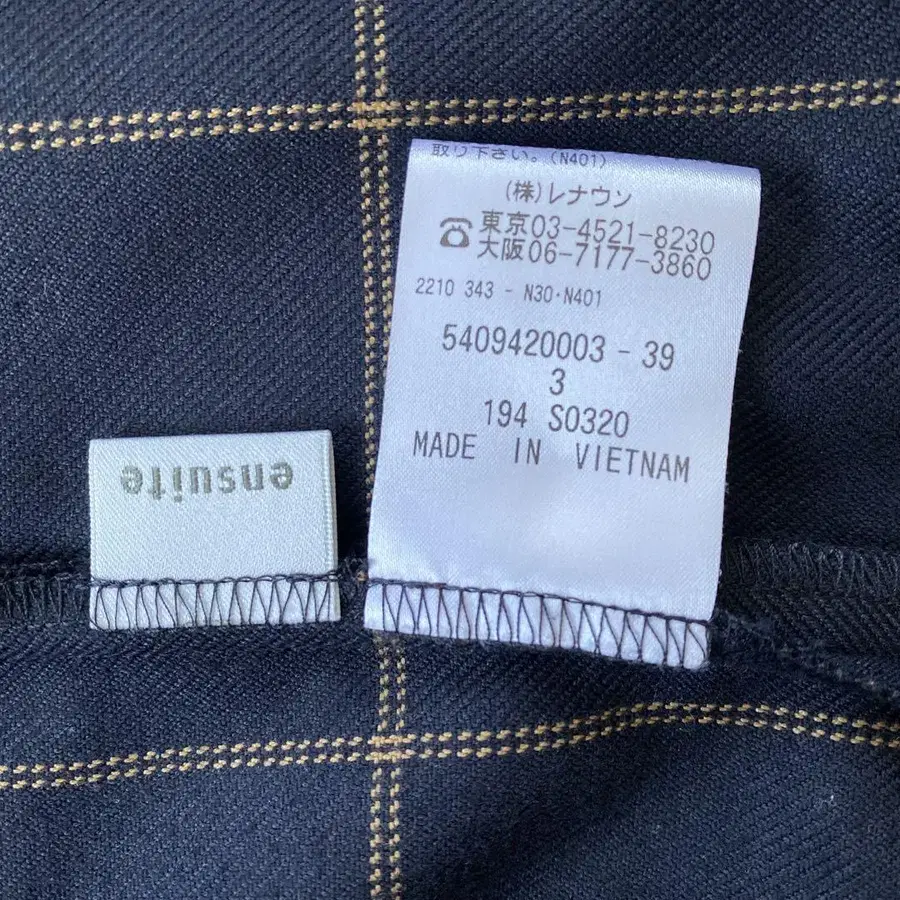 取り下さい。(N401)
(株)レナウン
☎ 東京03-4521-8230
大阪06-7177-3860
2210 343 - N30·N401
5409420003 - 39
3
194 S0320
MADE IN VIETNAM
ensuite